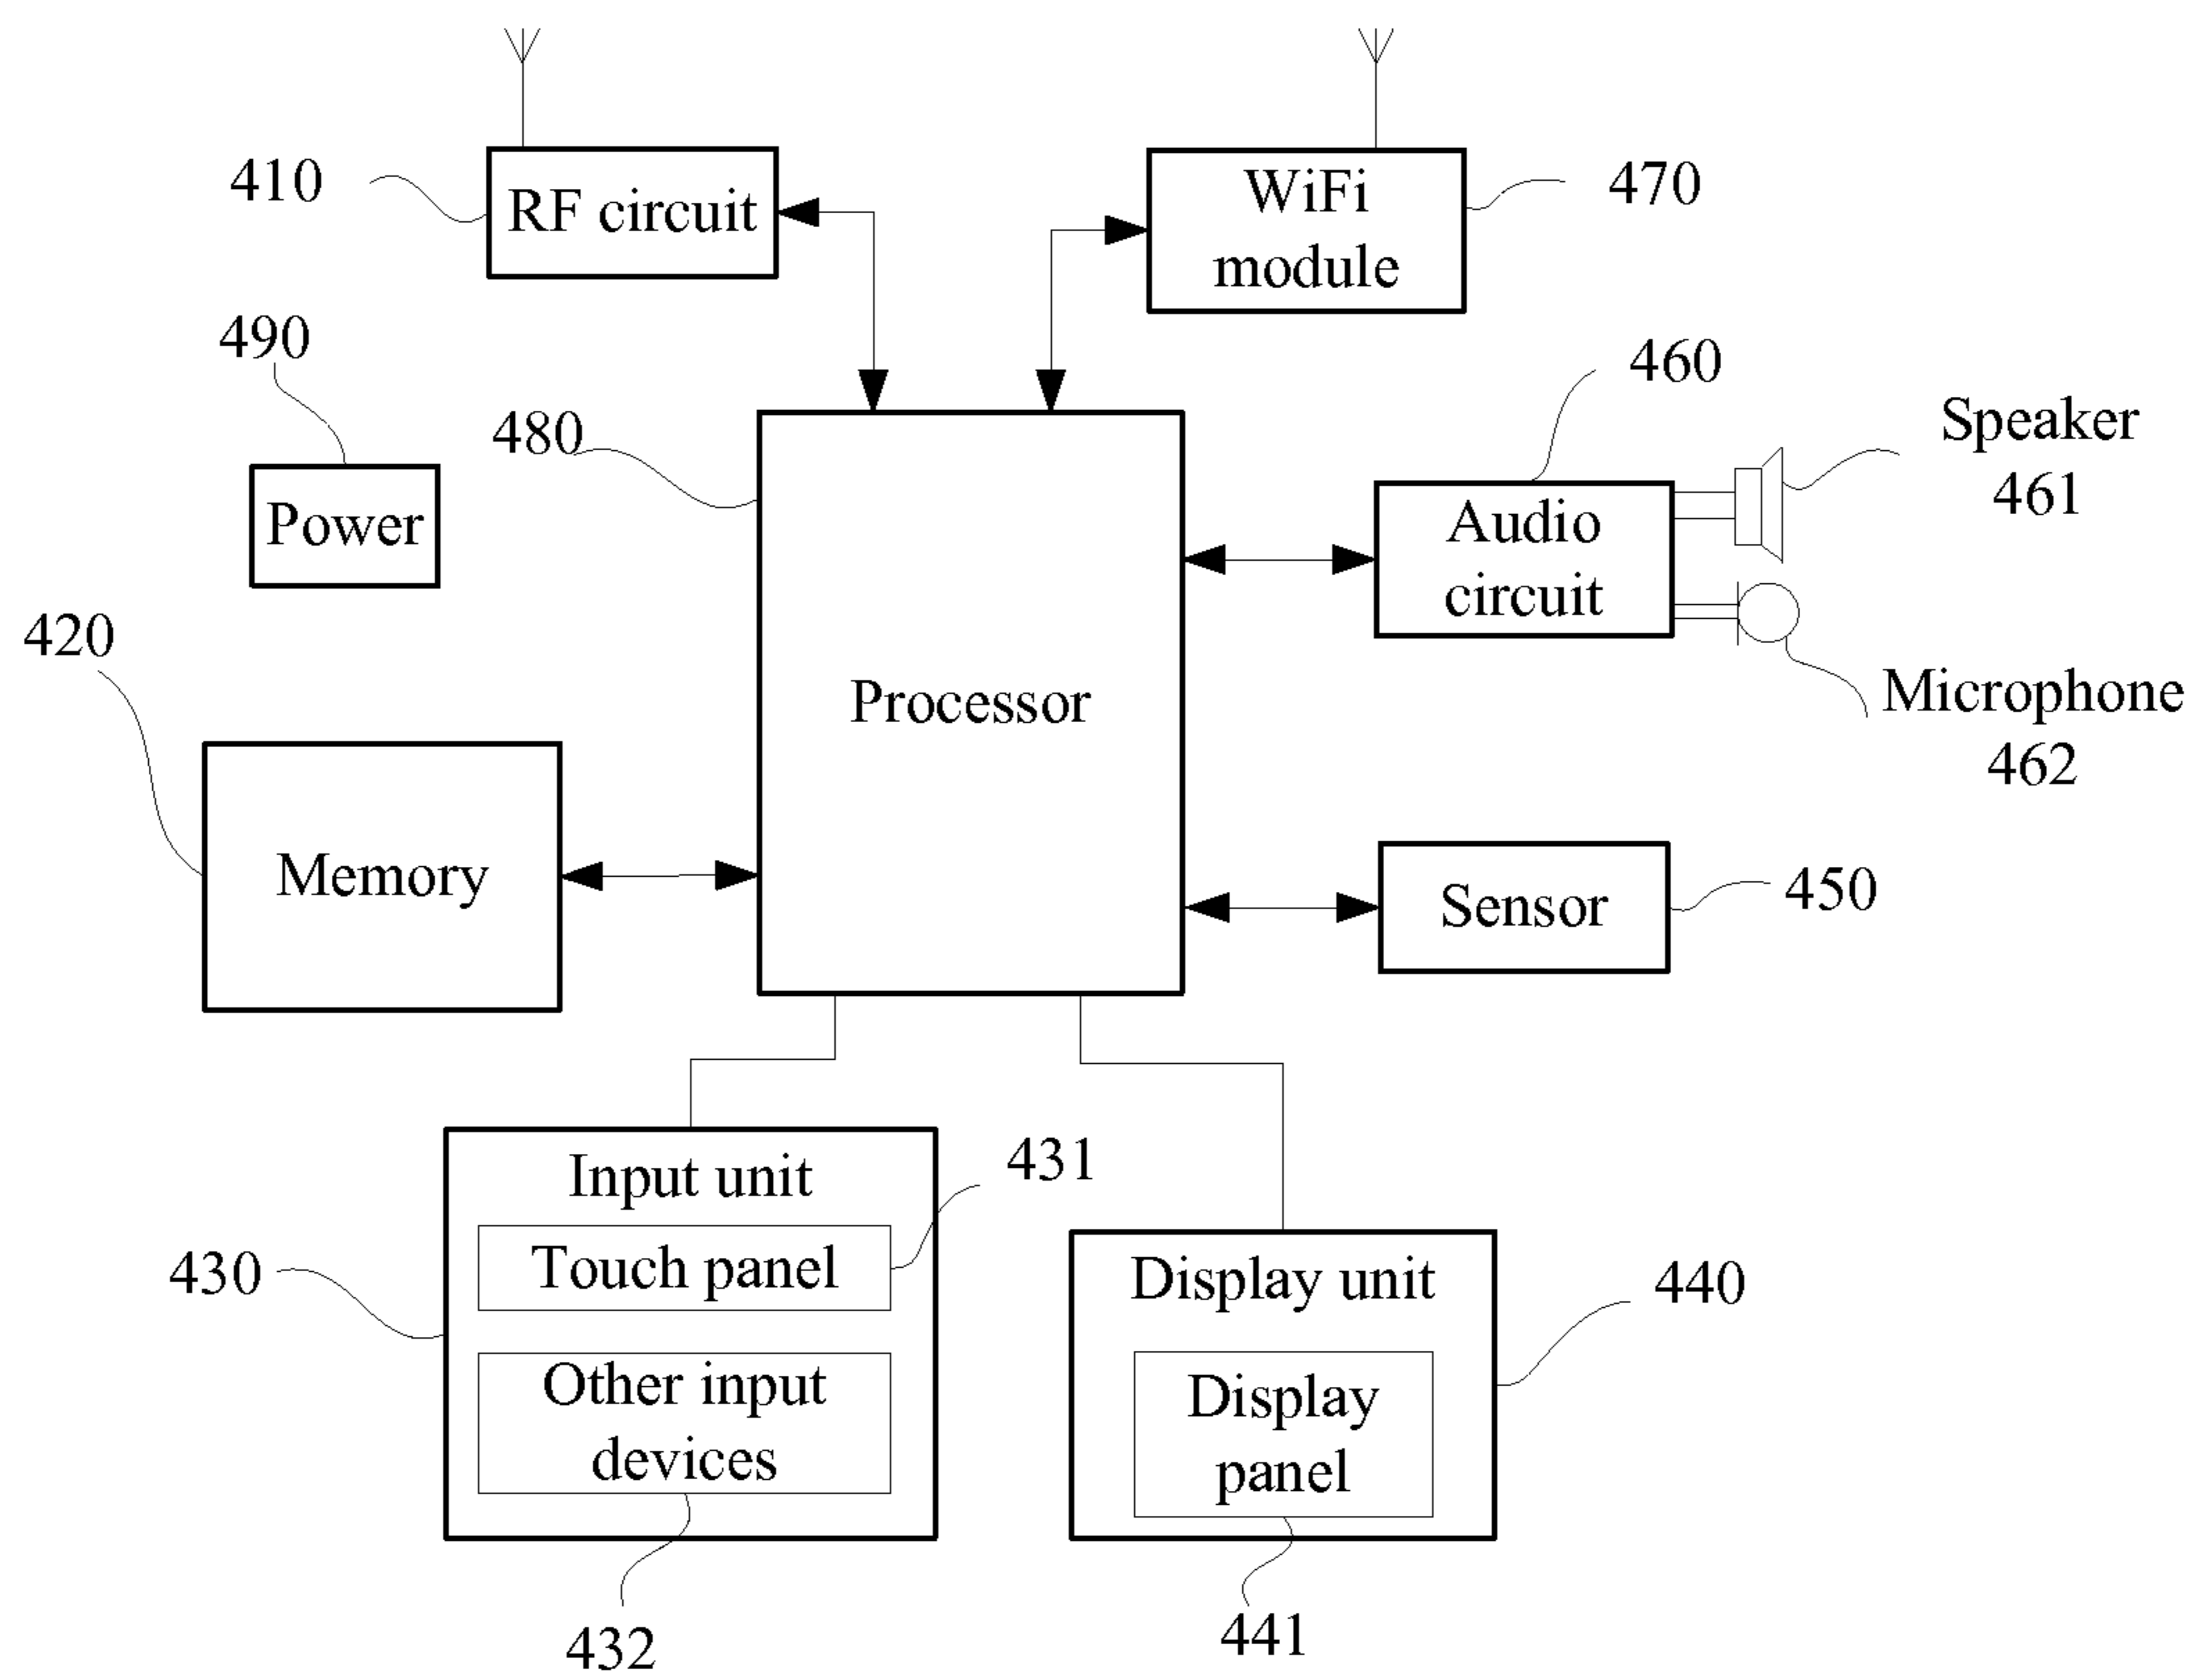 410
RF circuit
WiFi
module
470
490
Power
480
460
Audio
circuit
Speaker
461
Microphone
462
420
Memory
Processor
Sensor
450
Input unit
431
Touch panel
430
Other input
devices
432
Display unit
440
Display
panel
441